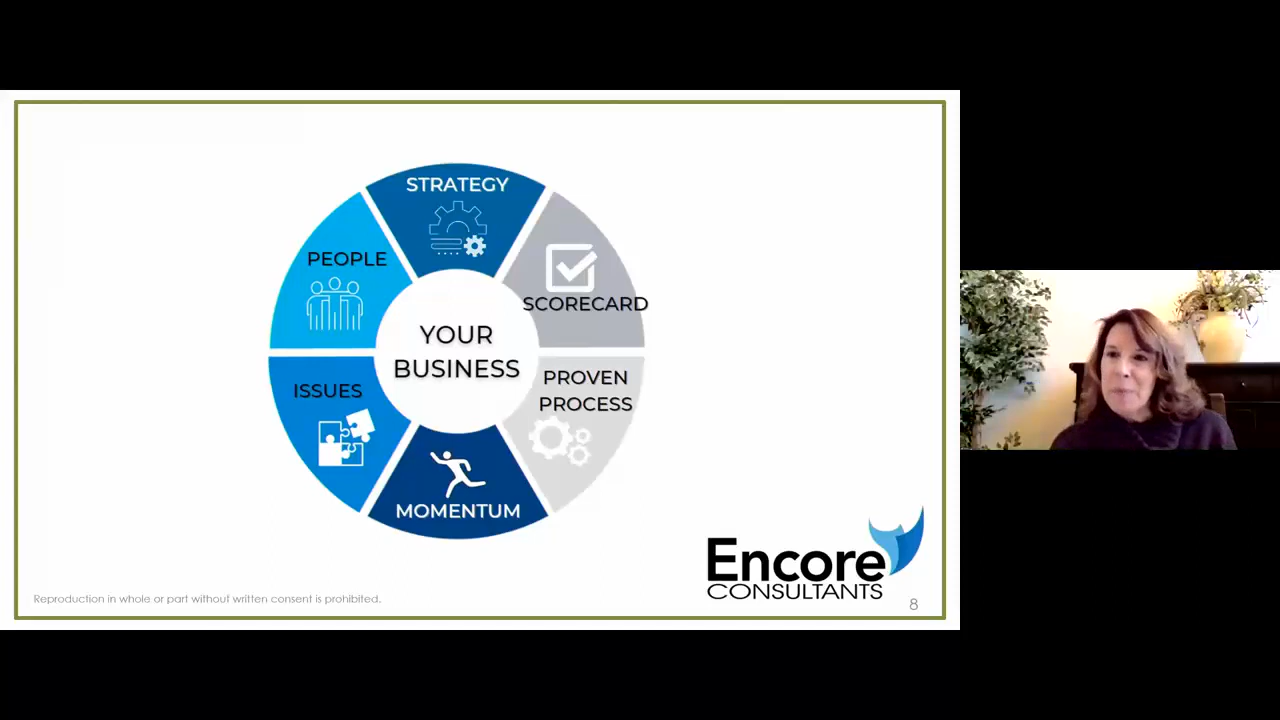 STRATEGY
PEOPLE
SCORECARD
YOUR
BUSINESS
ISSUES
PROVEN
PROCESS
MOMENTUM
Encore
CONSULTANTS
Reproduction in whole or part without written consent is prohibited.
8